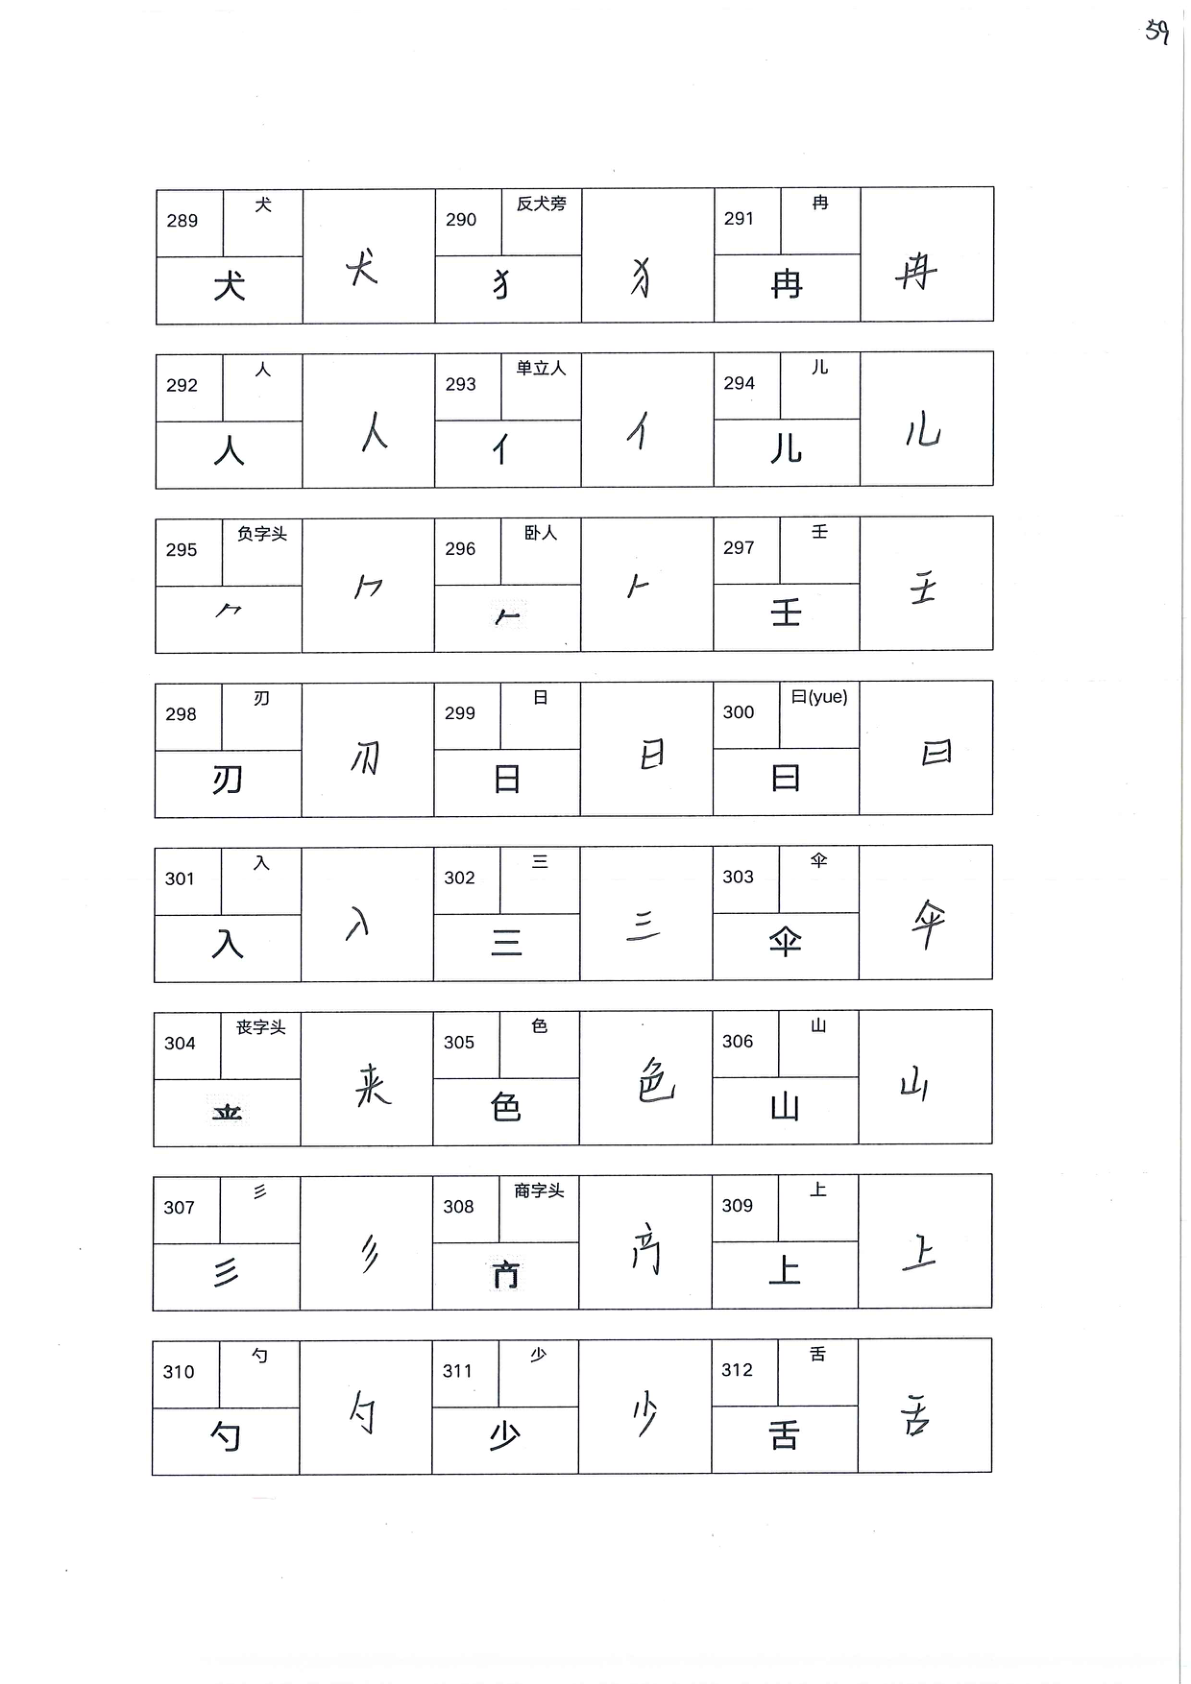 59
289 犬 犬 犬
290 反犬旁 犭 犭
291 冉 冉 冉
292 人 人 人
293 单立人 亻 亻
294 儿 儿 儿
295 负字头 ⺈ ⺈
296 卧人 𠂉 𠂉
297 壬 壬 壬
298 刃 刃 刃
299 日 日 日
300 曰(yue) 曰 曰
301 入 入 入
302 三 三 三
303 伞 伞 伞
304 丧字头 来
305 色 色 色
306 山 山 山
307 彡 彡 彡
308 商字头
309 上 上 上
310 勺 勺 勺
311 少 少 少
312 舌 舌 舌